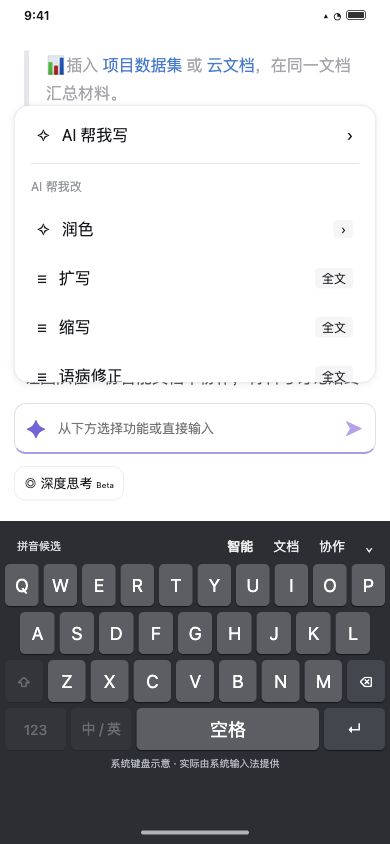 9:41
插入 项目数据集 或 云文档，在同一文档
汇总材料。
AI 帮我写
AI 帮我改
润色
扩写 全文
缩写 全文
语病修正 全文
从下方选择功能或直接输入
深度思考 Beta
拼音候选 智能 文档 协作
Q W E R T Y U I O P
A S D F G H J K L
Z X C V B N M
123 中 / 英 空格
系统键盘示意 · 实际由系统输入法提供